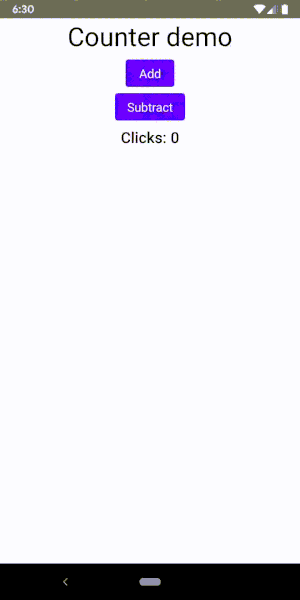 6:30
Counter demo
Add
Subtract
Clicks: 0